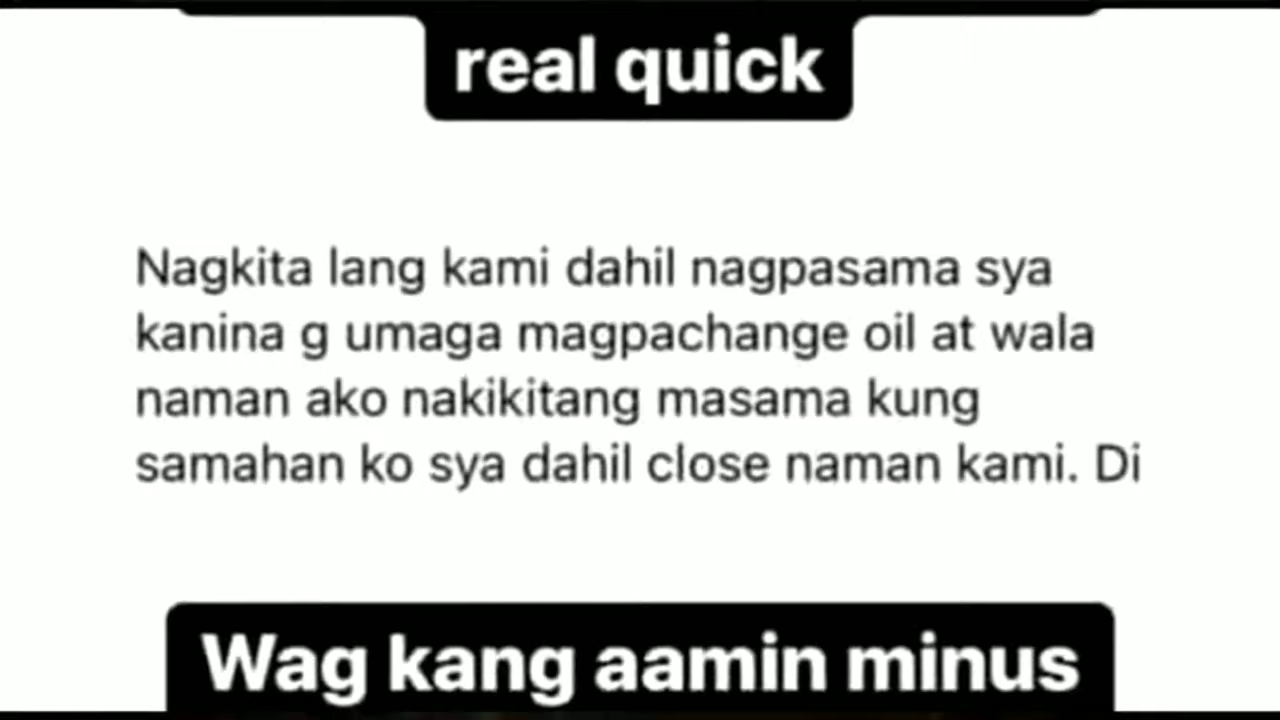 real quick
Nagkita lang kami dahil nagpasama sya
kanina g umaga magpachange oil at wala
naman ako nakikitang masama kung
samahan ko sya dahil close naman kami. Di
Wag kang aamin minus